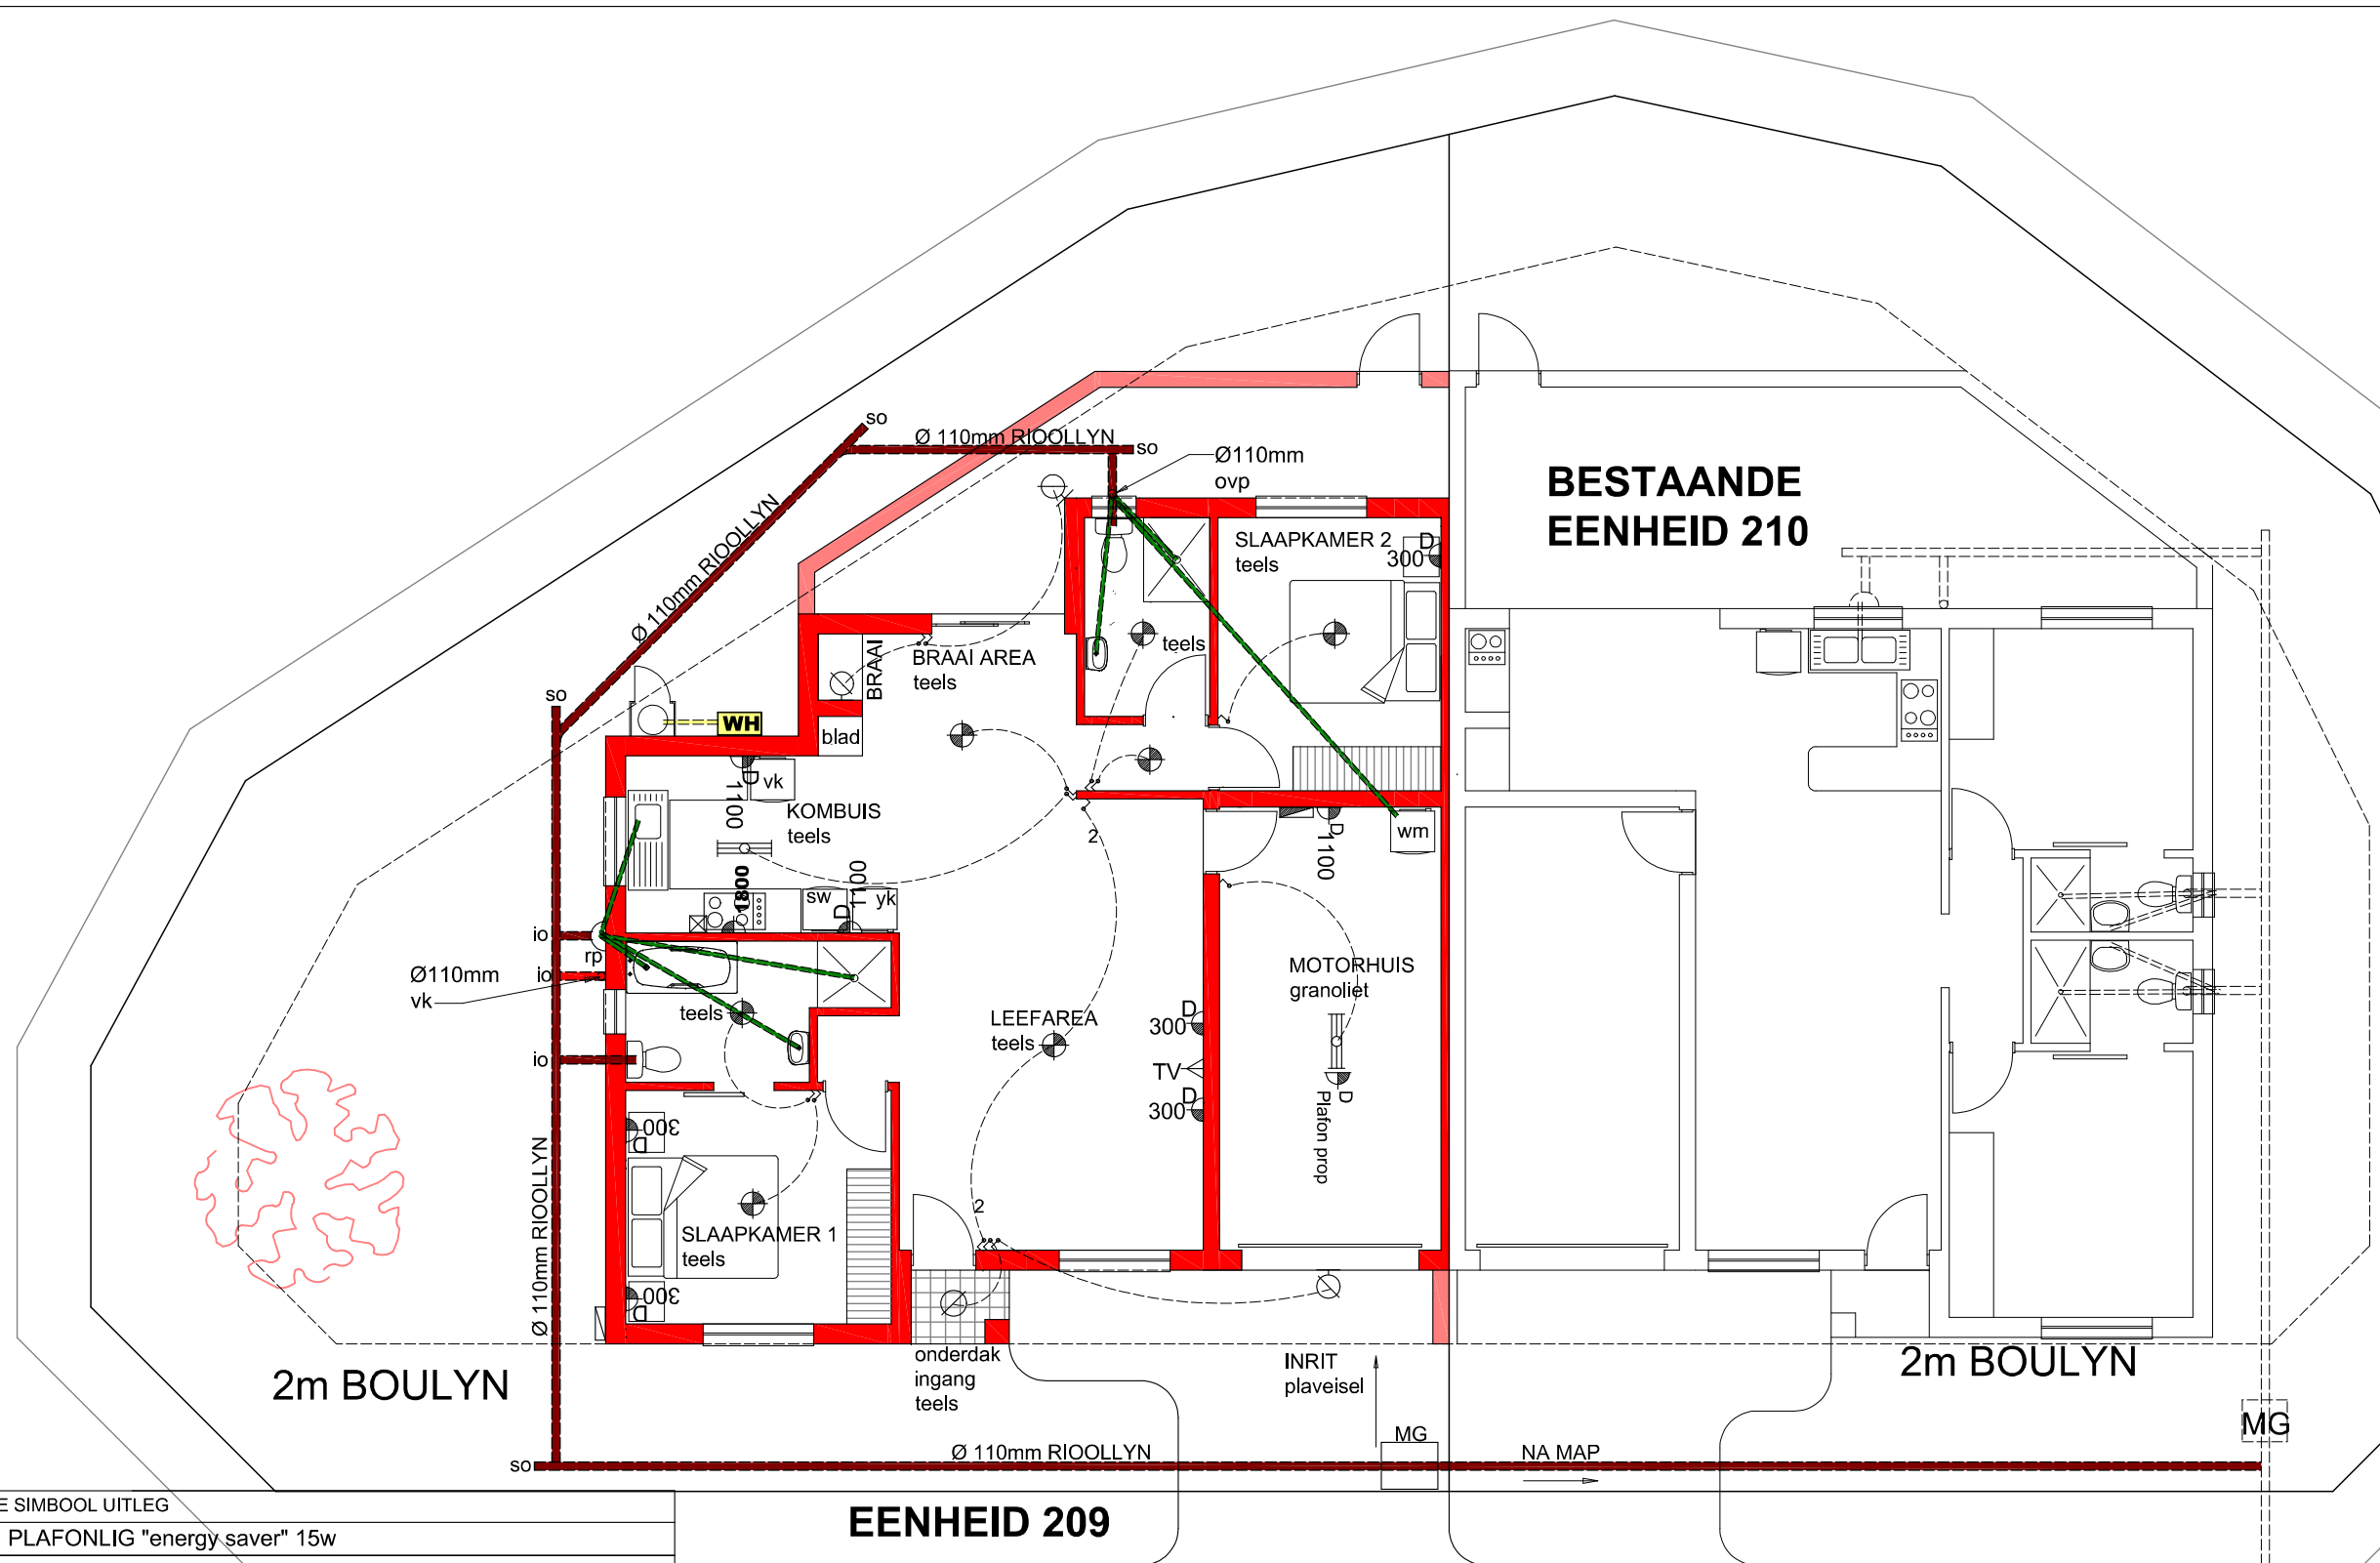 so
Ø 110mm RIOOLLYN
so
Ø110mm
ovp
BESTAANDE
EENHEID 210
Ø 110mm RIOOLLYN
SLAAPKAMER 2
teels
D
300
BRAAI
BRAAI AREA
teels
teels
so
WH
blad
D
1100
vk
KOMBUIS
teels
2
D
1100
wm
1800
sw
D
1100
yk
io
rp
io
Ø110mm
vk
MOTORHUIS
granoliet
teels
LEEFAREA
teels
D
300
TV
D
300
D
Plafon prop
io
300
D
Ø 110mm RIOOLLYN
SLAAPKAMER 1
teels
2
300
D
2m BOULYN
onderdak
ingang
teels
INRIT
plaveisel
2m BOULYN
MG
MG
so
Ø 110mm RIOOLLYN
NA MAP
E SIMBOOL UITLEG
PLAFONLIG "energy saver" 15w
EENHEID 209